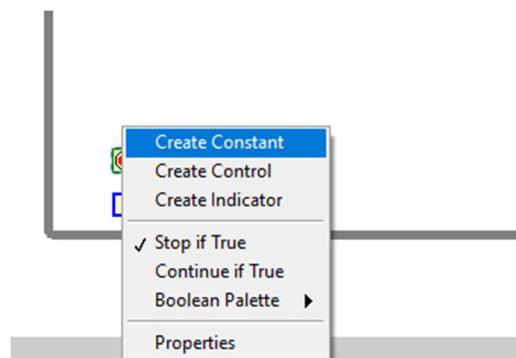 Create Constant
Create Control
Create Indicator
✓ Stop if True
Continue if True
Boolean Palette
Properties